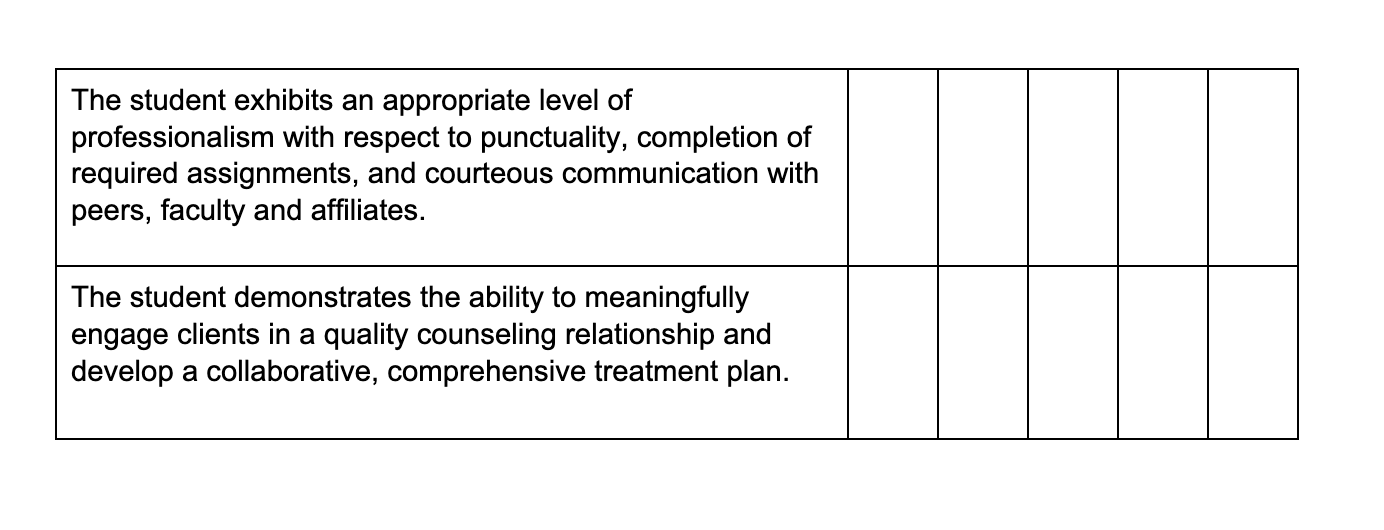 The student exhibits an appropriate level of
professionalism with respect to punctuality, completion of
required assignments, and courteous communication with
peers, faculty and affiliates.
The student demonstrates the ability to meaningfully
engage clients in a quality counseling relationship and
develop a collaborative, comprehensive treatment plan.